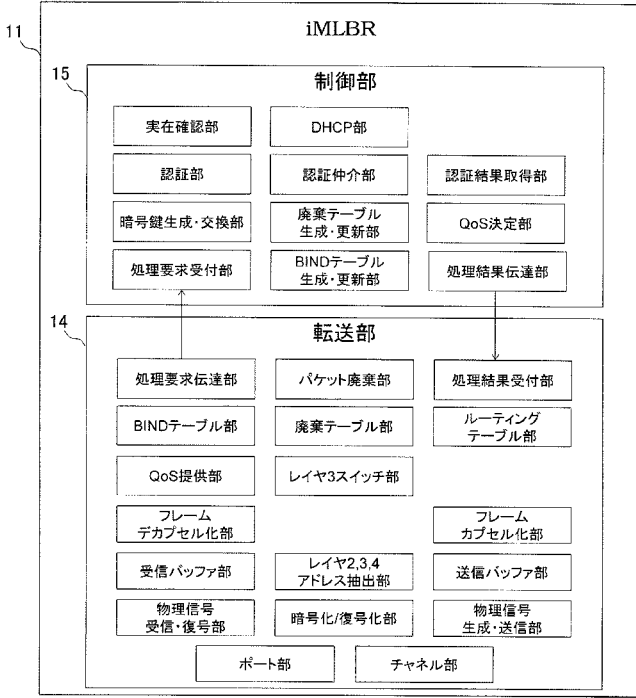 11
iMLBR
15
制御部
実在確認部
DHCP部
認証部
認証仲介部
認証結果取得部
暗号鍵生成・交換部
廃棄テーブル
生成・更新部
QoS決定部
処理要求受付部
BINDテーブル
生成・更新部
処理結果伝達部
14
転送部
処理要求伝達部
パケット廃棄部
処理結果受付部
BINDテーブル部
廃棄テーブル部
ルーティング
テーブル部
QoS提供部
レイヤ3スイッチ部
フレーム
デカプセル化部
フレーム
カプセル化部
受信バッファ部
レイヤ2,3,4
アドレス抽出部
送信バッファ部
物理信号
受信・復号部
暗号化/復号化部
物理信号
生成・送信部
ポート部
チャネル部